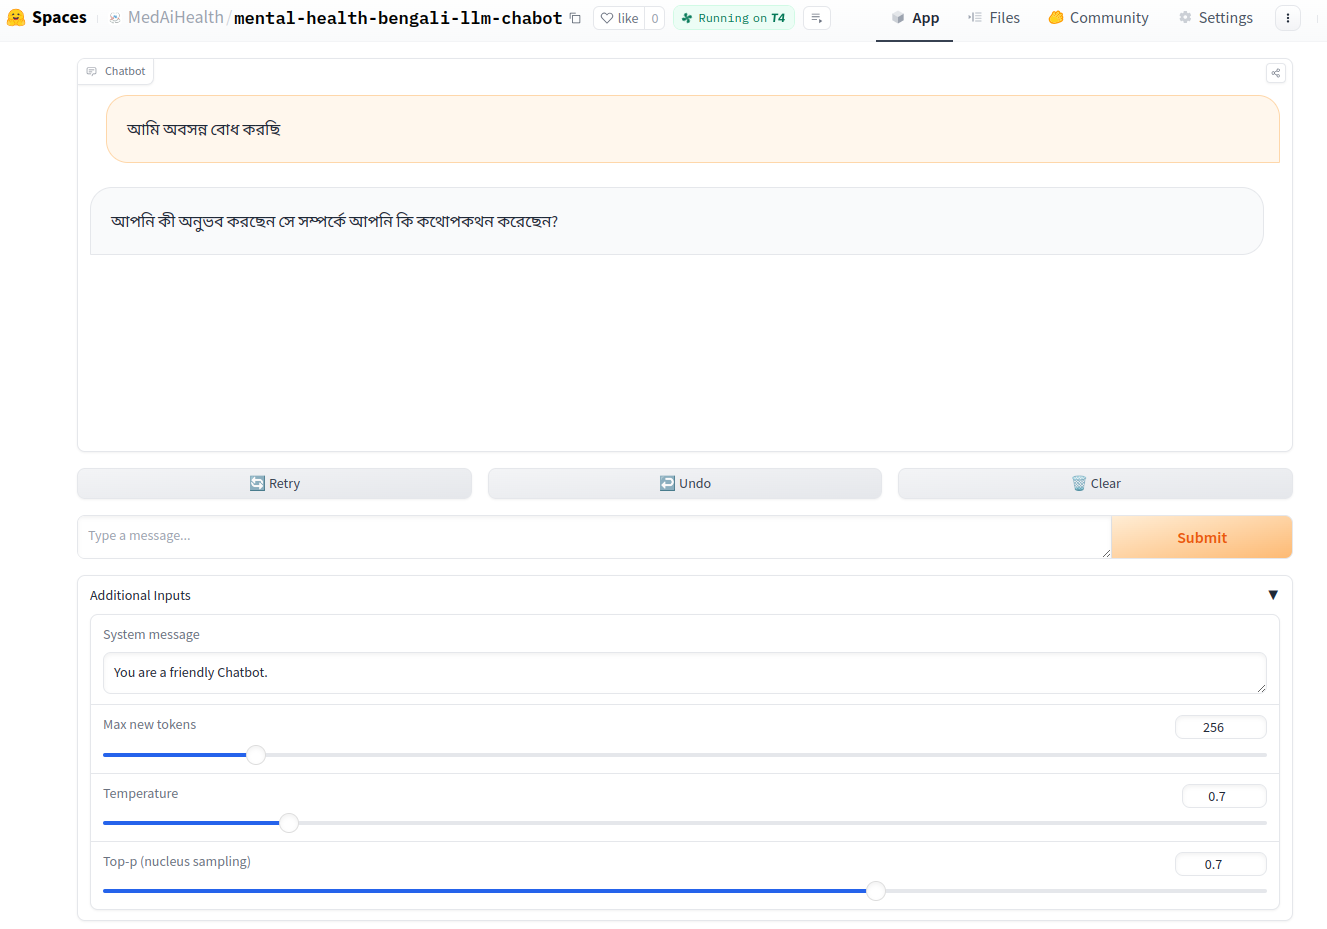 Spaces MedAiHealth/mental-health-bengali-llm-chabot like 0 Running on T4 App Files Community Settings
Chatbot
আমি অবসন্ন বোধ করছি
আপনি কী অনুভব করছেন সে সম্পর্কে আপনি কি কথোপকথন করেছেন?
Retry Undo Clear
Type a message... Submit
Additional Inputs ▼
System message
You are a friendly Chatbot.
Max new tokens 256
Temperature 0.7
Top-p (nucleus sampling) 0.7